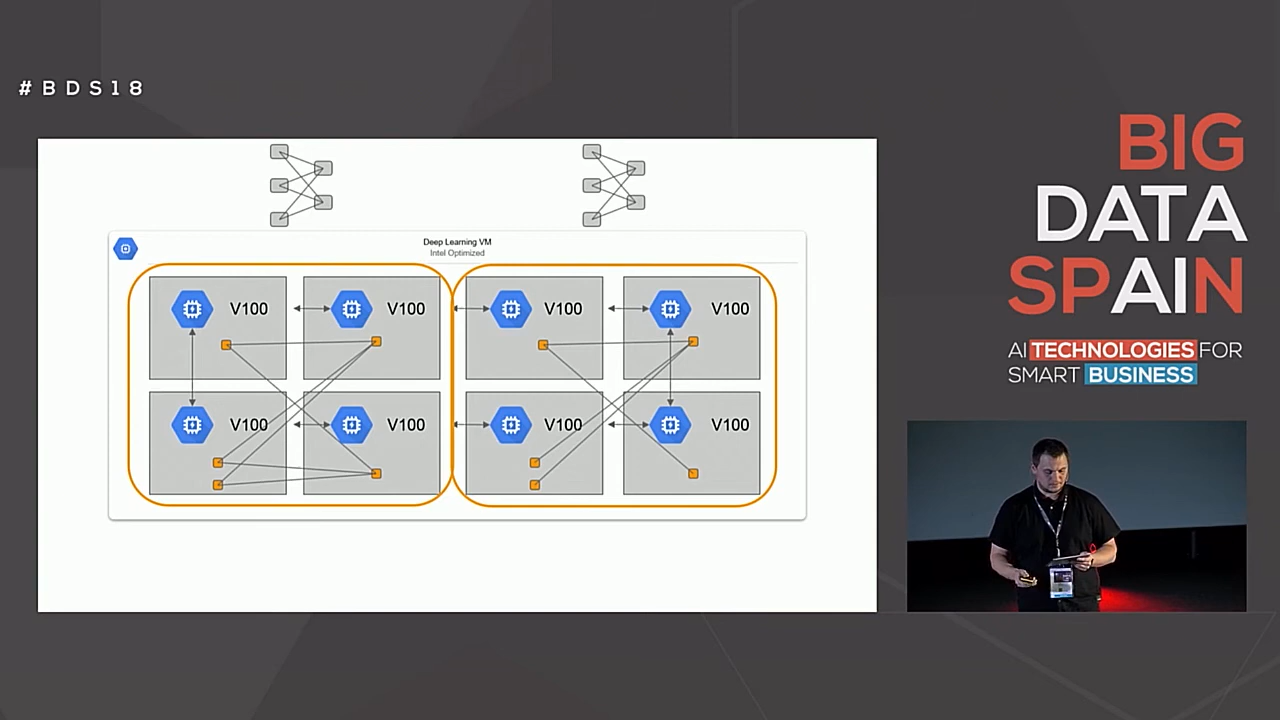 #BDS18
BIG
DATA
SPAIN
AI TECHNOLOGIES FOR
SMART BUSINESS
Deep Learning VM
Intel Optimized
V100 V100 V100 V100
V100 V100 V100 V100